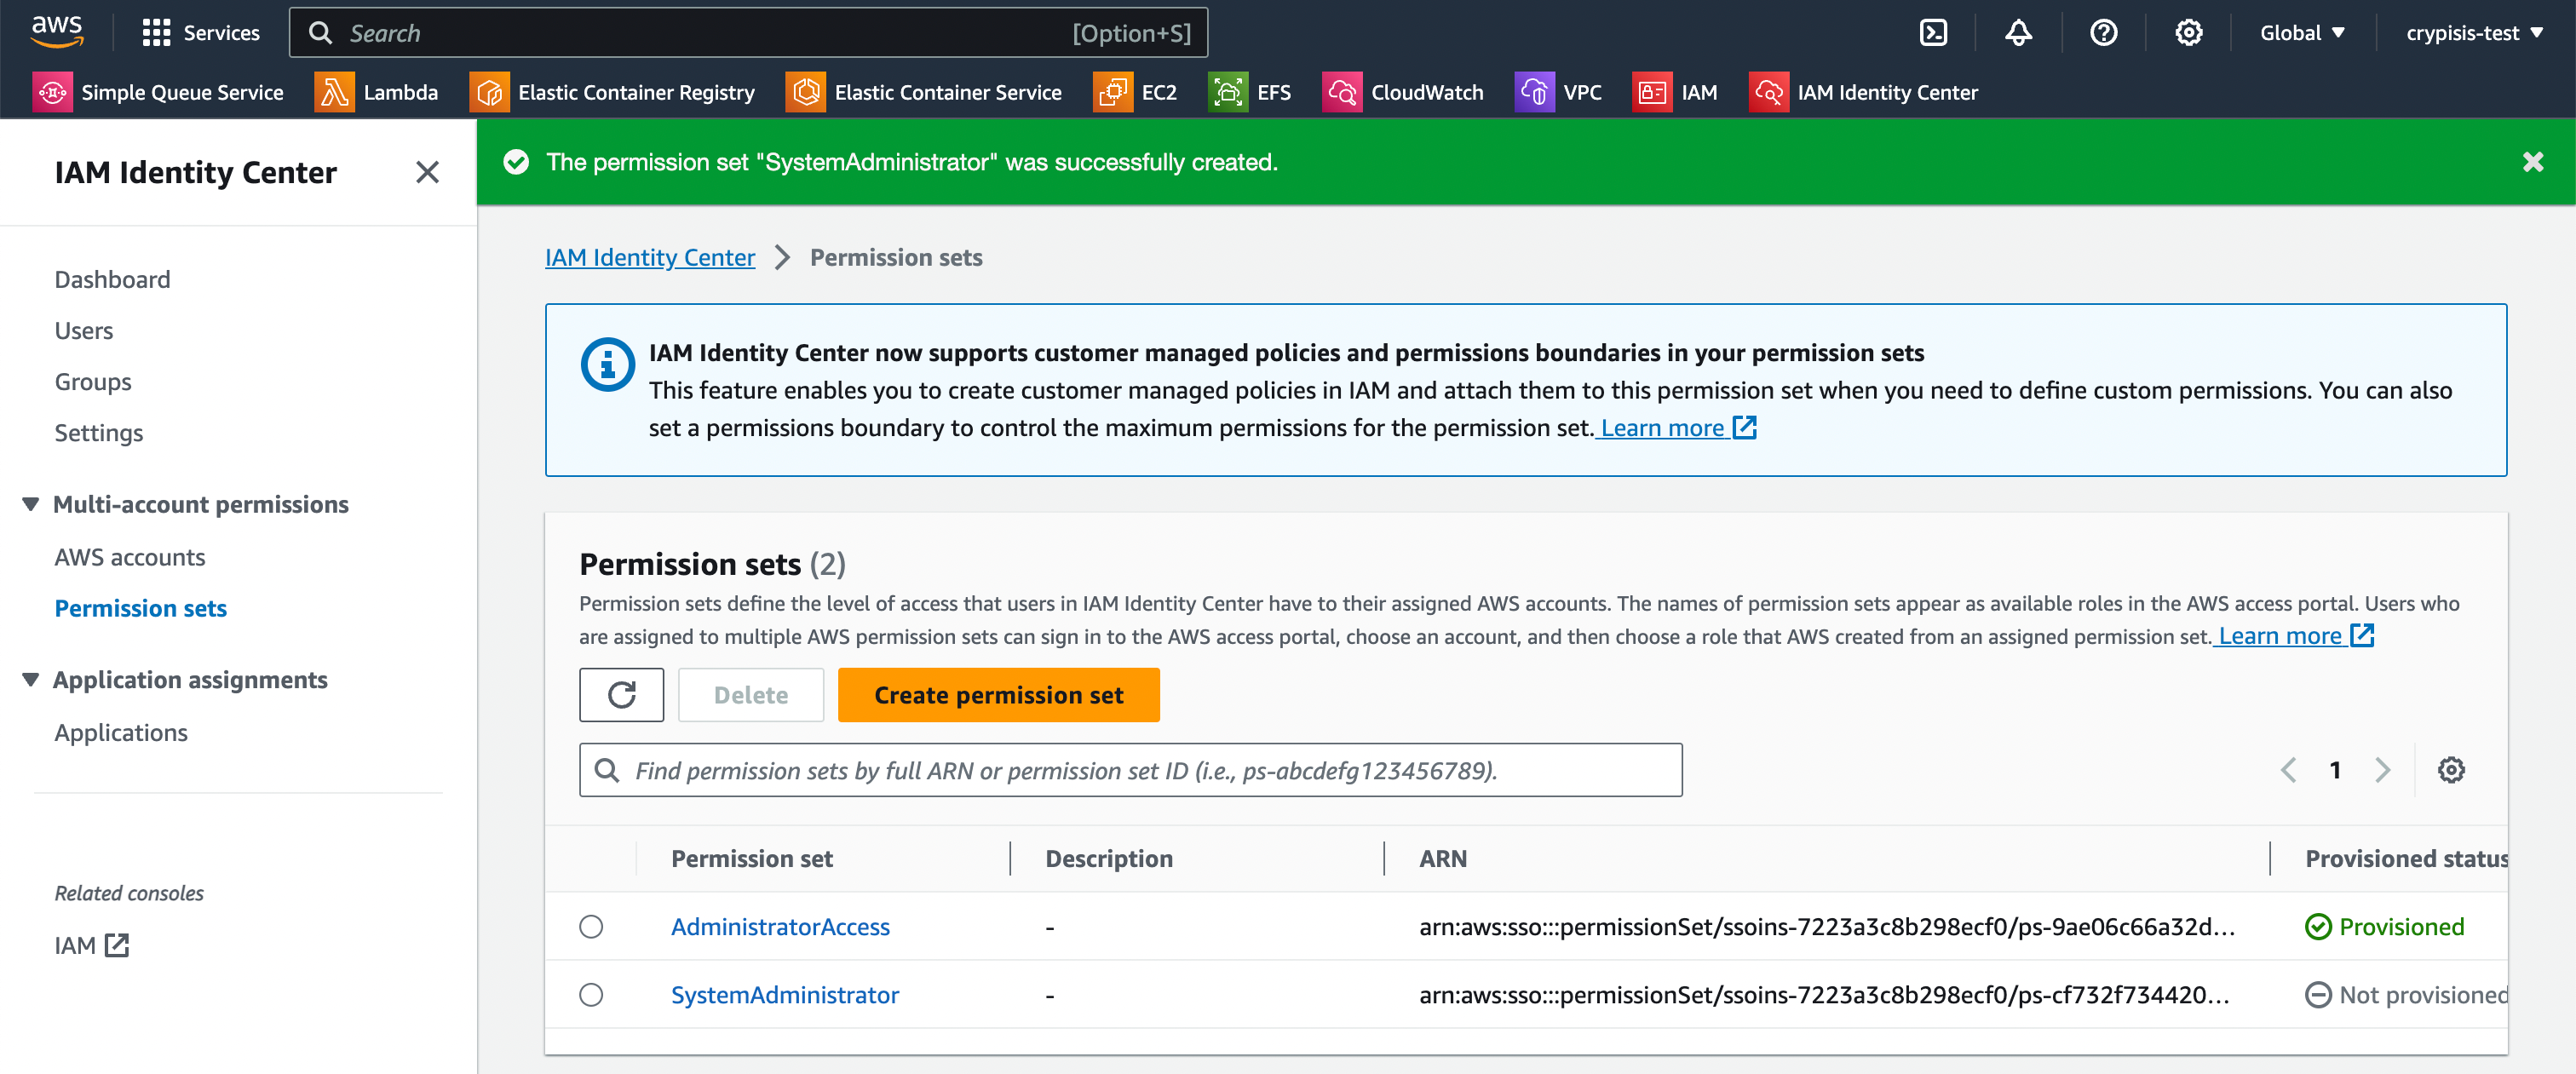 aws
Services
Search
[Option+S]
Global
crypisis-test
Simple Queue Service
Lambda
Elastic Container Registry
Elastic Container Service
EC2
EFS
CloudWatch
VPC
IAM
IAM Identity Center
IAM Identity Center
Dashboard
Users
Groups
Settings
Multi-account permissions
AWS accounts
Permission sets
Application assignments
Applications
Related consoles
IAM
The permission set "SystemAdministrator" was successfully created.
IAM Identity Center
Permission sets
IAM Identity Center now supports customer managed policies and permissions boundaries in your permission sets
This feature enables you to create customer managed policies in IAM and attach them to this permission set when you need to define custom permissions. You can also
set a permissions boundary to control the maximum permissions for the permission set. Learn more
Permission sets (2)
Permission sets define the level of access that users in IAM Identity Center have to their assigned AWS accounts. The names of permission sets appear as available roles in the AWS access portal. Users who
are assigned to multiple AWS permission sets can sign in to the AWS access portal, choose an account, and then choose a role that AWS created from an assigned permission set. Learn more
Delete
Create permission set
Find permission sets by full ARN or permission set ID (i.e., ps-abcdefg123456789).
1
Permission set
Description
ARN
Provisioned status
AdministratorAccess
-
arn:aws:sso:::permissionSet/ssoins-7223a3c8b298ecf0/ps-9ae06c66a32d...
Provisioned
SystemAdministrator
-
arn:aws:sso:::permissionSet/ssoins-7223a3c8b298ecf0/ps-cf732f734420...
Not provisioned